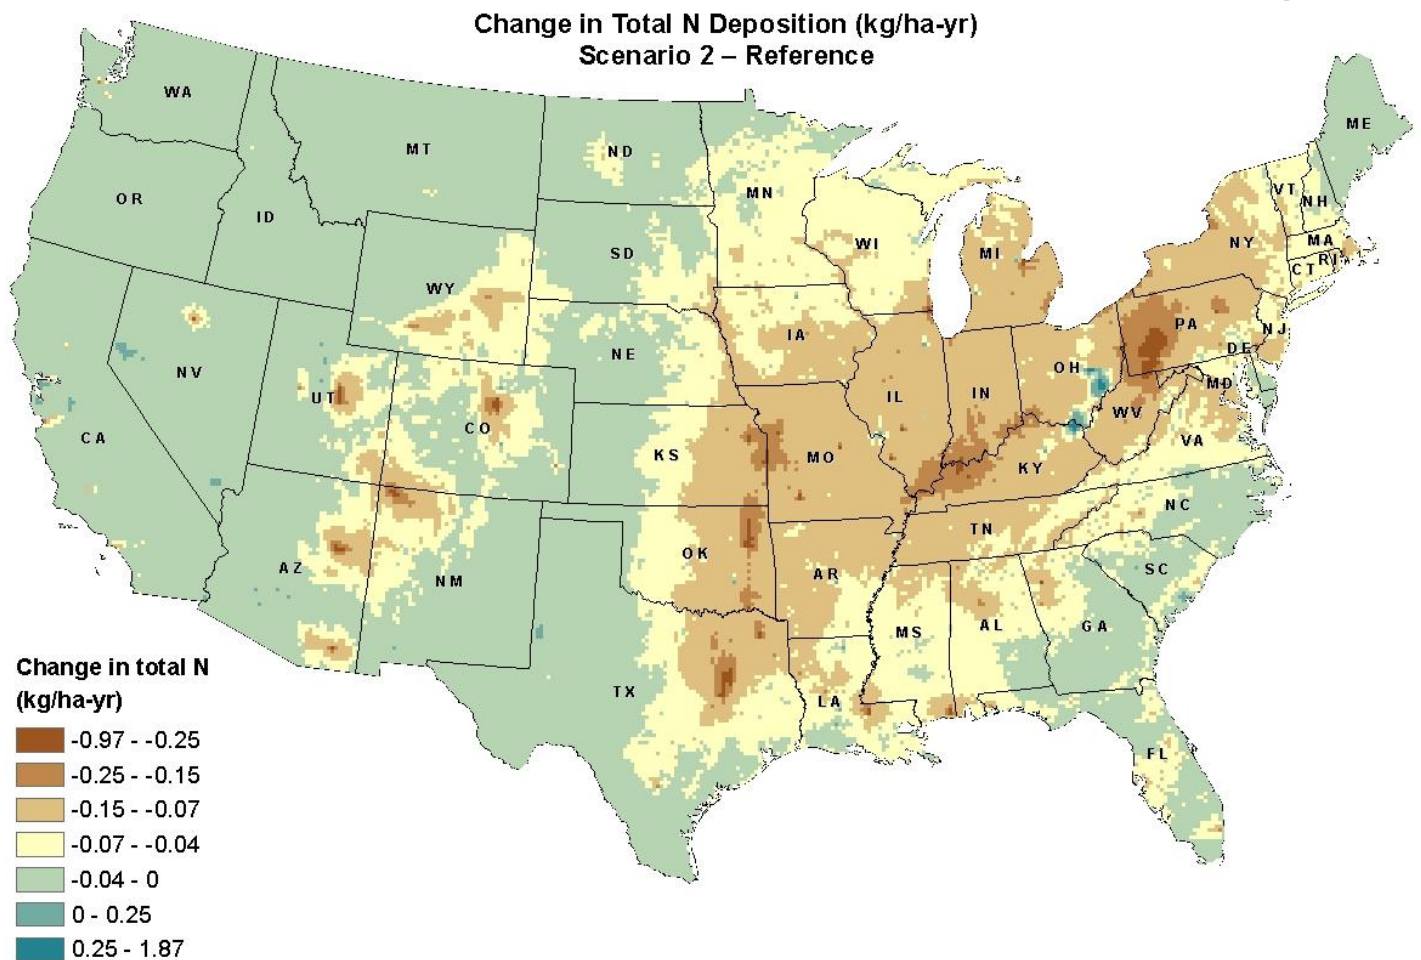 Change in Total N Deposition (kg/ha-yr)
Scenario 2 – Reference
WA
ME
MT
ND
MN
VT
NH
OR
ID
WI
MI
NY
MA
SD
CT
RI
WY
PA
NJ
IA
NE
DE
NV
OH
MD
UT
CO
IL
IN
WV
CA
VA
KS
MO
KY
NC
TN
OK
AZ
NM
AR
SC
MS
AL
GA
TX
LA
FL
Change in total N
(kg/ha-yr)
-0.97 - -0.25
-0.25 - -0.15
-0.15 - -0.07
-0.07 - -0.04
-0.04 - 0
0 - 0.25
0.25 - 1.87